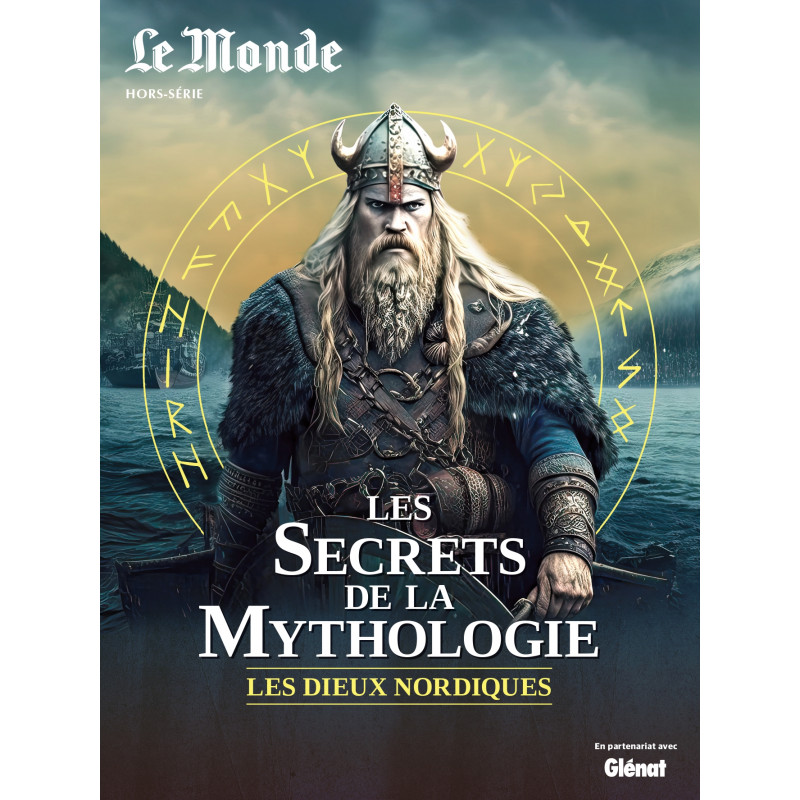 Le Monde
HORS-SÉRIE
LES
SECRETS
DE LA
MYTHOLOGIE
LES DIEUX NORDIQUES
En partenariat avec
Glénat